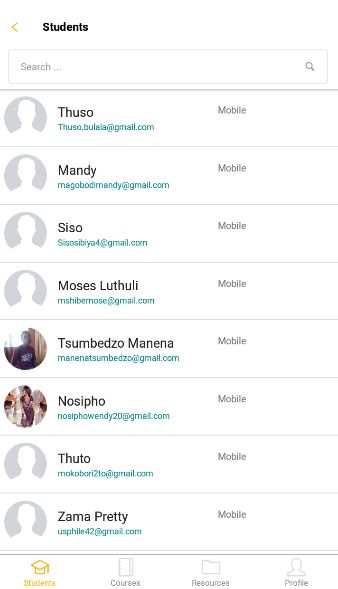 Students
Search ...
Thuso
Mobile
Thuso.bulala@gmail.com
Mandy
Mobile
magobodimandy@gmail.com
Siso
Mobile
Sisosibiya4@gmail.com
Moses Luthuli
Mobile
mshibemose@gmail.com
Tsumbedzo Manena
Mobile
manenatsumbedzo@gmail.com
Nosipho
Mobile
nosiphowendy20@gmail.com
Thuto
Mobile
mokobori2to@gmail.com
Zama Pretty
Mobile
usphile42@gmail.com
Students Courses Resources Profile